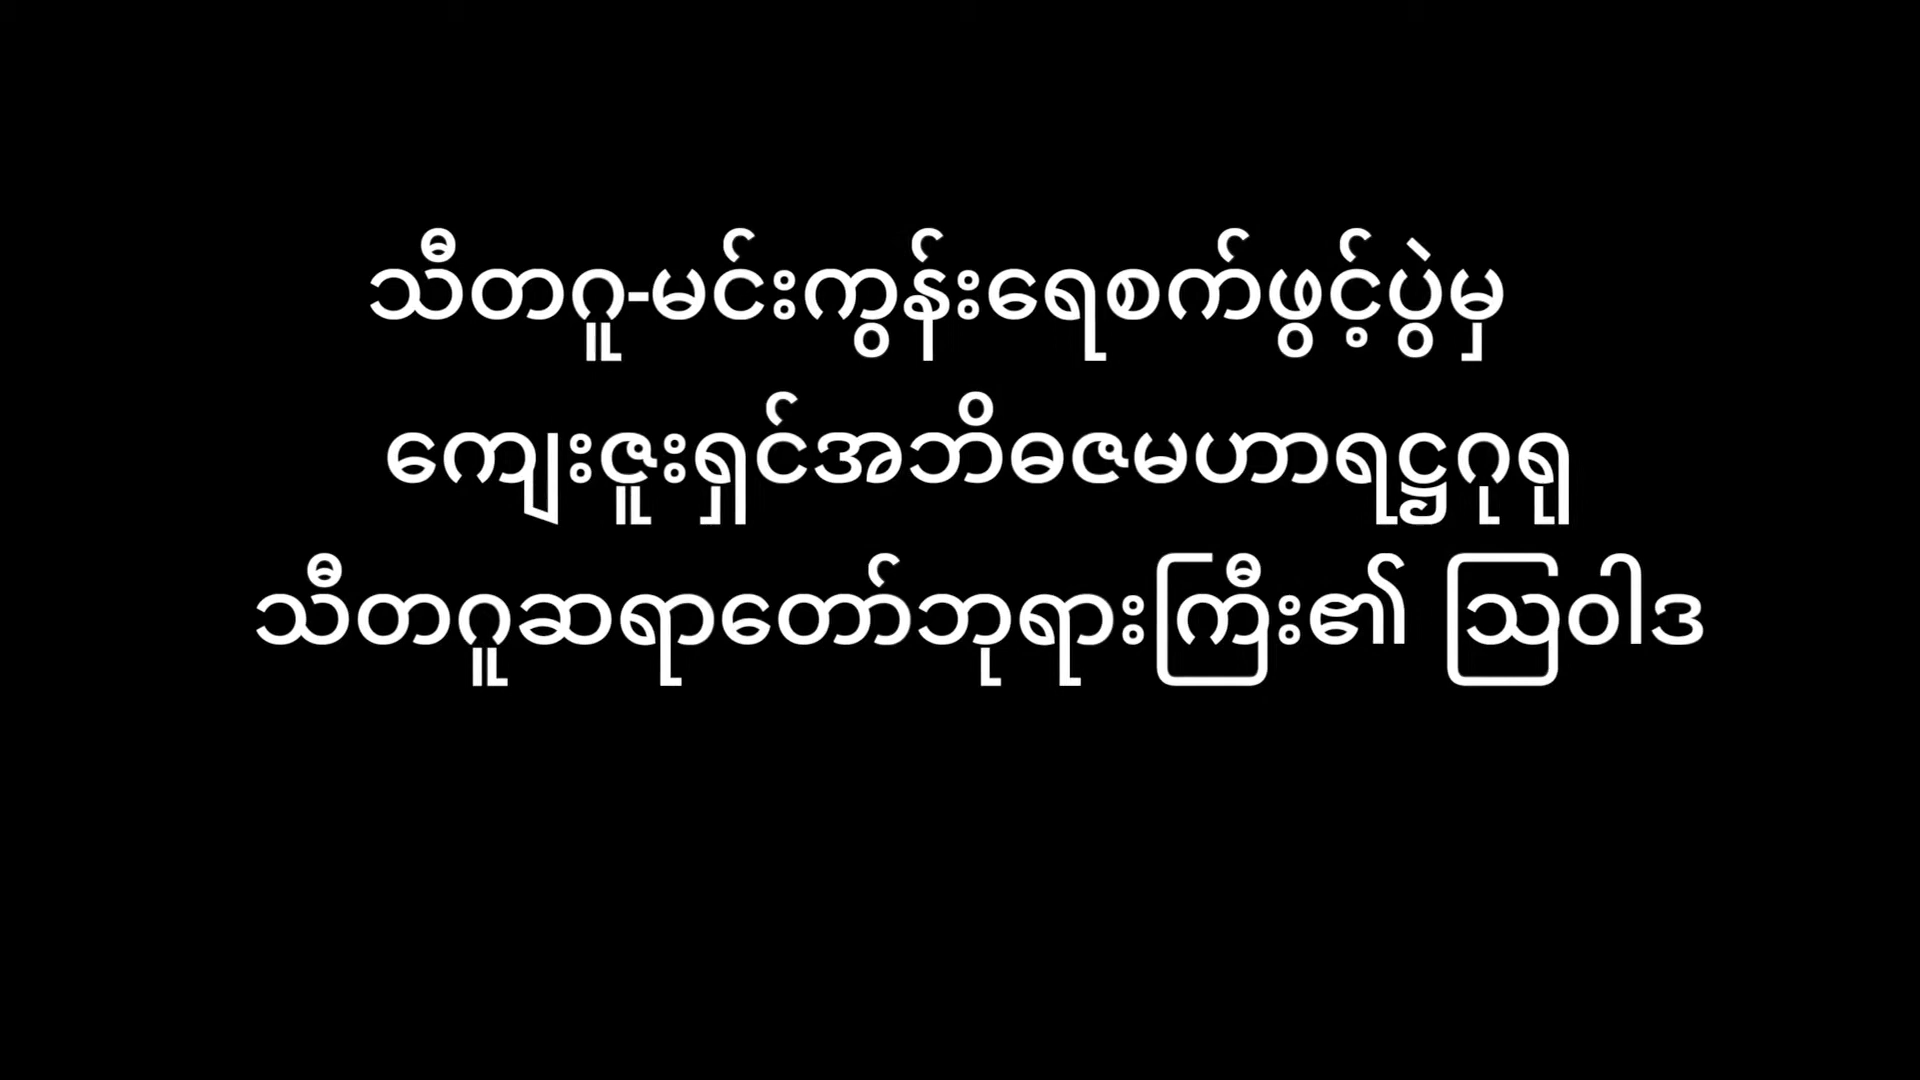 သီတဂူ-မင်းကွန်းရေစက်ဖွင့်ပွဲမှ
ကျေးဇူးရှင်အဘိဓဇမဟာရဋ္ဌဂုရု
သီတဂူဆရာတော်ဘုရားကြီး၏ ဩဝါဒ